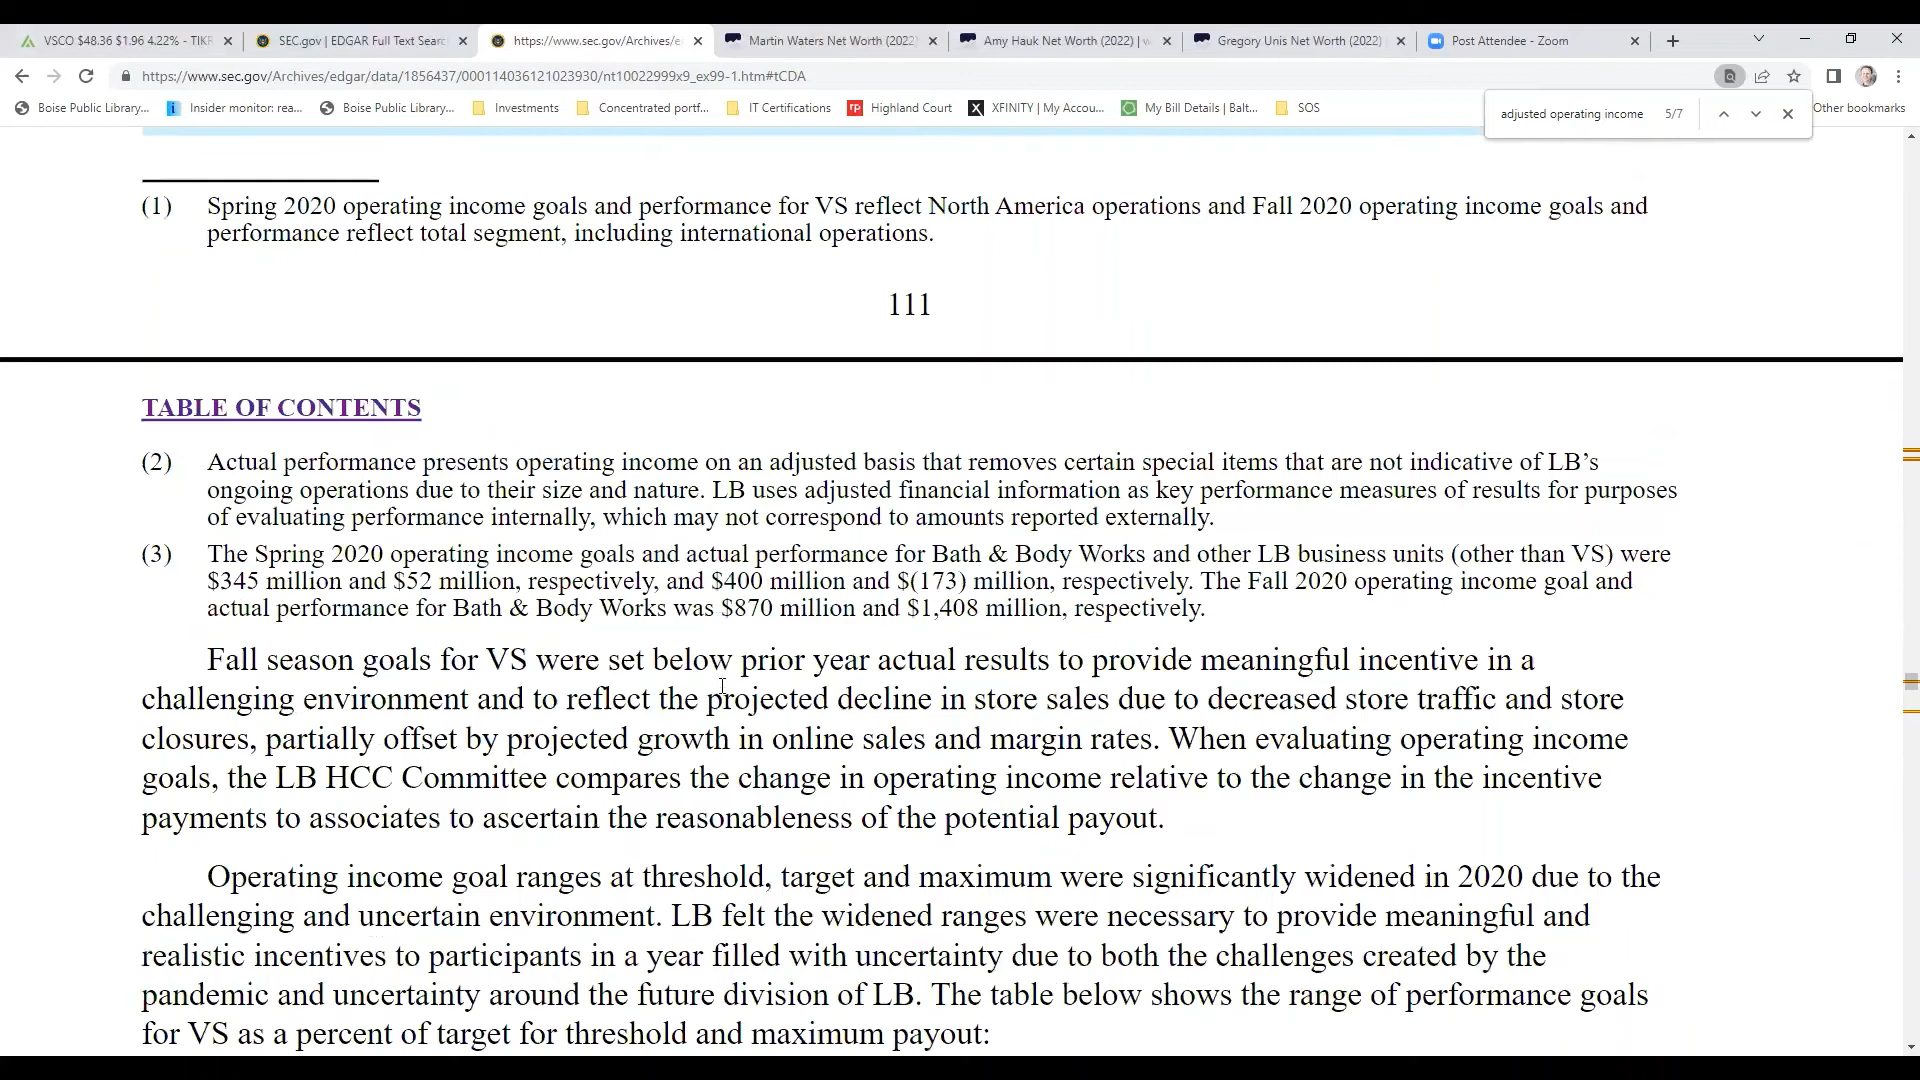 VSCO $48.36 $1.96 4.22% - TIKR
SEC.gov | EDGAR Full Text Searc
https://www.sec.gov/Archives/e
Martin Waters Net Worth (2022)
Amy Hauk Net Worth (2022) | w
Gregory Unis Net Worth (2022)
Post Attendee - Zoom
https://www.sec.gov/Archives/edgar/data/1856437/000114036121023930/nt10022999x9_ex99-1.htm#tCDA
Boise Public Library...
Insider monitor: rea...
Boise Public Library...
Investments
Concentrated portf...
IT Certifications
Highland Court
XFINITY | My Accou...
My Bill Details | Balt...
SOS
Other bookmarks
adjusted operating income 5/7
(1) Spring 2020 operating income goals and performance for VS reflect North America operations and Fall 2020 operating income goals and
performance reflect total segment, including international operations.
111
TABLE OF CONTENTS
(2) Actual performance presents operating income on an adjusted basis that removes certain special items that are not indicative of LB’s
ongoing operations due to their size and nature. LB uses adjusted financial information as key performance measures of results for purposes
of evaluating performance internally, which may not correspond to amounts reported externally.
(3) The Spring 2020 operating income goals and actual performance for Bath & Body Works and other LB business units (other than VS) were
$345 million and $52 million, respectively, and $400 million and $(173) million, respectively. The Fall 2020 operating income goal and
actual performance for Bath & Body Works was $870 million and $1,408 million, respectively.
Fall season goals for VS were set below prior year actual results to provide meaningful incentive in a
challenging environment and to reflect the projected decline in store sales due to decreased store traffic and store
closures, partially offset by projected growth in online sales and margin rates. When evaluating operating income
goals, the LB HCC Committee compares the change in operating income relative to the change in the incentive
payments to associates to ascertain the reasonableness of the potential payout.
Operating income goal ranges at threshold, target and maximum were significantly widened in 2020 due to the
challenging and uncertain environment. LB felt the widened ranges were necessary to provide meaningful and
realistic incentives to participants in a year filled with uncertainty due to both the challenges created by the
pandemic and uncertainty around the future division of LB. The table below shows the range of performance goals
for VS as a percent of target for threshold and maximum payout: